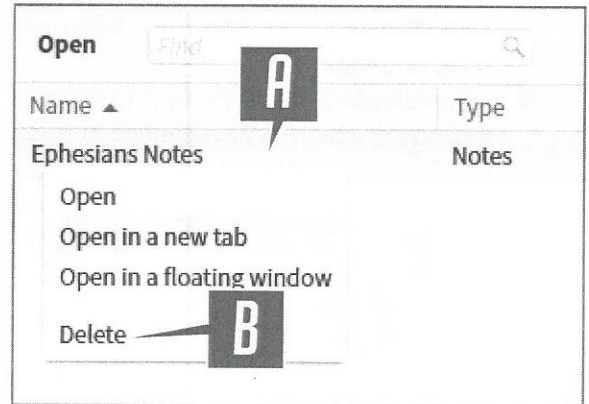 Open Find
A
Name ▲ Type
Ephesians Notes Notes
Open
Open in a new tab
Open in a floating window
Delete B